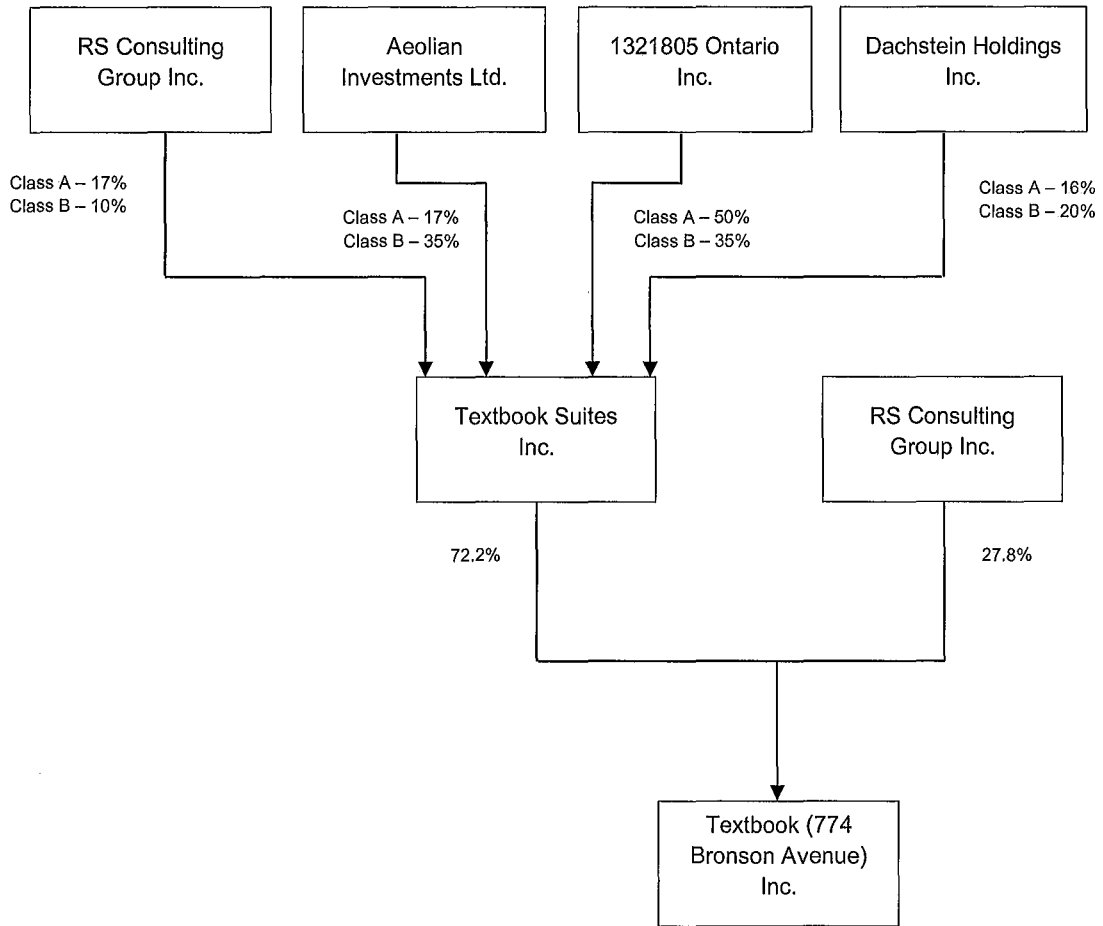 RS Consulting
Group Inc.
Aeolian
Investments Ltd.
1321805 Ontario
Inc.
Dachstein Holdings
Inc.
Class A – 17%
Class B – 10%
Class A – 17%
Class B – 35%
Class A – 50%
Class B – 35%
Class A – 16%
Class B – 20%
Textbook Suites
Inc.
RS Consulting
Group Inc.
72.2%
27.8%
Textbook (774
Bronson Avenue)
Inc.